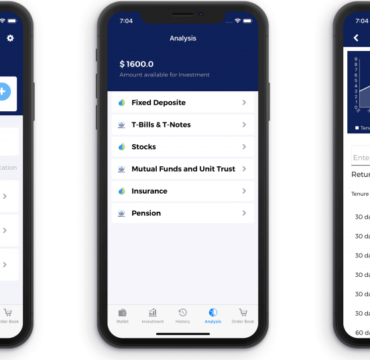 7:04
Analysis
$ 1600.0
Amount available for Investment
Fixed Deposite
T-Bills & T-Notes
Stocks
Mutual Funds and Unit Trust
Insurance
Pension
Wallet
Investment
History
Analysis
Order Book
7:04
Enter
Retur
Tenure
30 da
30 da
30 da
30 da
30 da
30 da
60 da